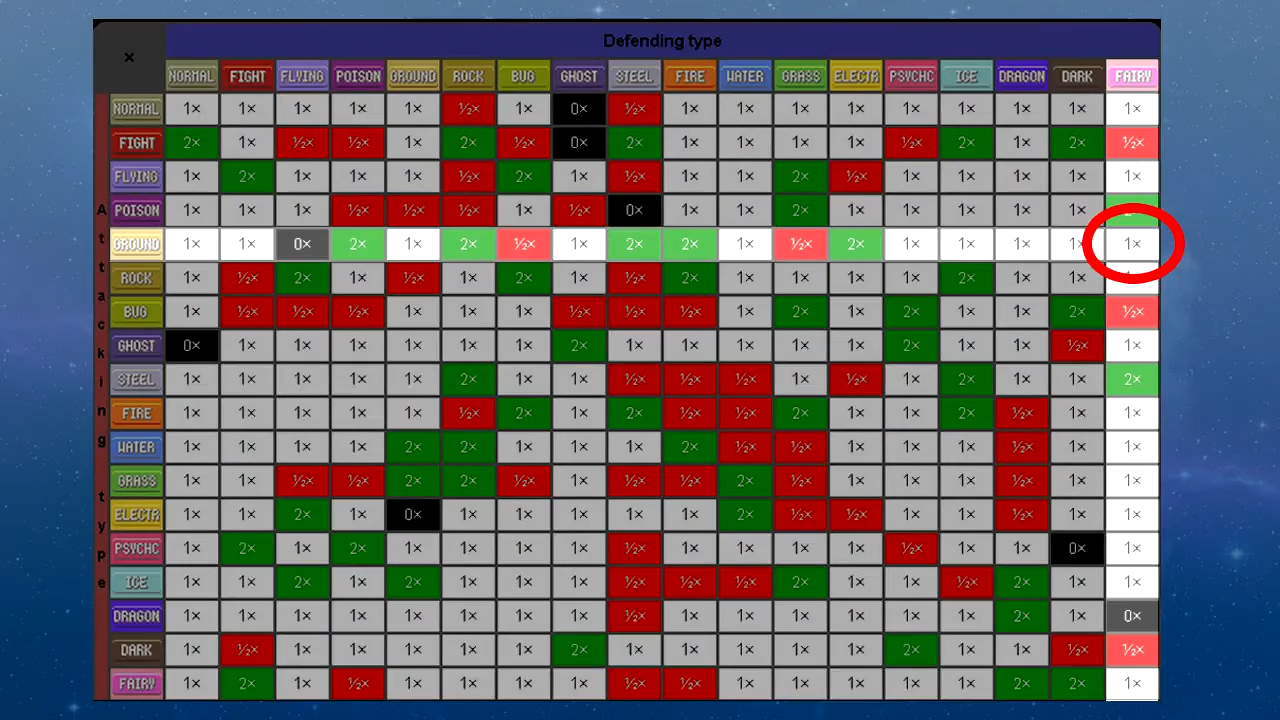 Defending type
× NORMAL FIGHT FLYING POISON GROUND ROCK BUG GHOST STEEL FIRE WATER GRASS ELECTR PSYCHC ICE DRAGON DARK FAIRY
Attacking type
NORMAL 1× 1× 1× 1× 1× ½× 1× 0× ½× 1× 1× 1× 1× 1× 1× 1× 1× 1×
FIGHT 2× 1× ½× ½× 1× 2× ½× 0× 2× 1× 1× 1× 1× ½× 2× 1× 2× ½×
FLYING 1× 2× 1× 1× 1× ½× 2× 1× ½× 1× 1× 2× ½× 1× 1× 1× 1× 1×
POISON 1× 1× 1× ½× ½× ½× 1× ½× 0× 1× 1× 2× 1× 1× 1× 1× 1× 2×
GROUND 1× 1× 0× 2× 1× 2× ½× 1× 2× 2× 1× ½× 2× 1× 1× 1× 1× 1×
ROCK 1× ½× 2× 1× ½× 1× 2× 1× ½× 2× 1× 1× 1× 1× 2× 1× 1× 1×
BUG 1× ½× ½× ½× 1× 1× 1× ½× ½× ½× 1× 2× 1× 2× 1× 1× 2× ½×
GHOST 0× 1× 1× 1× 1× 1× 1× 2× 1× 1× 1× 1× 1× 2× 1× 1× ½× 1×
STEEL 1× 1× 1× 1× 1× 2× 1× 1× ½× ½× ½× 1× ½× 1× 2× 1× 1× 2×
FIRE 1× 1× 1× 1× 1× ½× 2× 1× 2× ½× ½× 2× 1× 1× 2× ½× 1× 1×
WATER 1× 1× 1× 1× 2× 2× 1× 1× 1× 2× ½× ½× 1× 1× 1× ½× 1× 1×
GRASS 1× 1× ½× ½× 2× 2× ½× 1× ½× ½× 2× ½× 1× 1× 1× ½× 1× 1×
ELECTR 1× 1× 2× 1× 0× 1× 1× 1× 1× 1× 2× ½× ½× 1× 1× ½× 1× 1×
PSYCHC 1× 2× 1× 2× 1× 1× 1× 1× ½× 1× 1× 1× 1× ½× 1× 1× 0× 1×
ICE 1× 1× 2× 1× 2× 1× 1× 1× ½× ½× ½× 2× 1× 1× ½× 2× 1× 1×
DRAGON 1× 1× 1× 1× 1× 1× 1× 1× ½× 1× 1× 1× 1× 1× 1× 2× 1× 0×
DARK 1× ½× 1× 1× 1× 1× 1× 2× 1× 1× 1× 1× 1× 2× 1× 1× ½× ½×
FAIRY 1× 2× 1× ½× 1× 1× 1× 1× ½× ½× 1× 1× 1× 1× 1× 2× 2× 1×